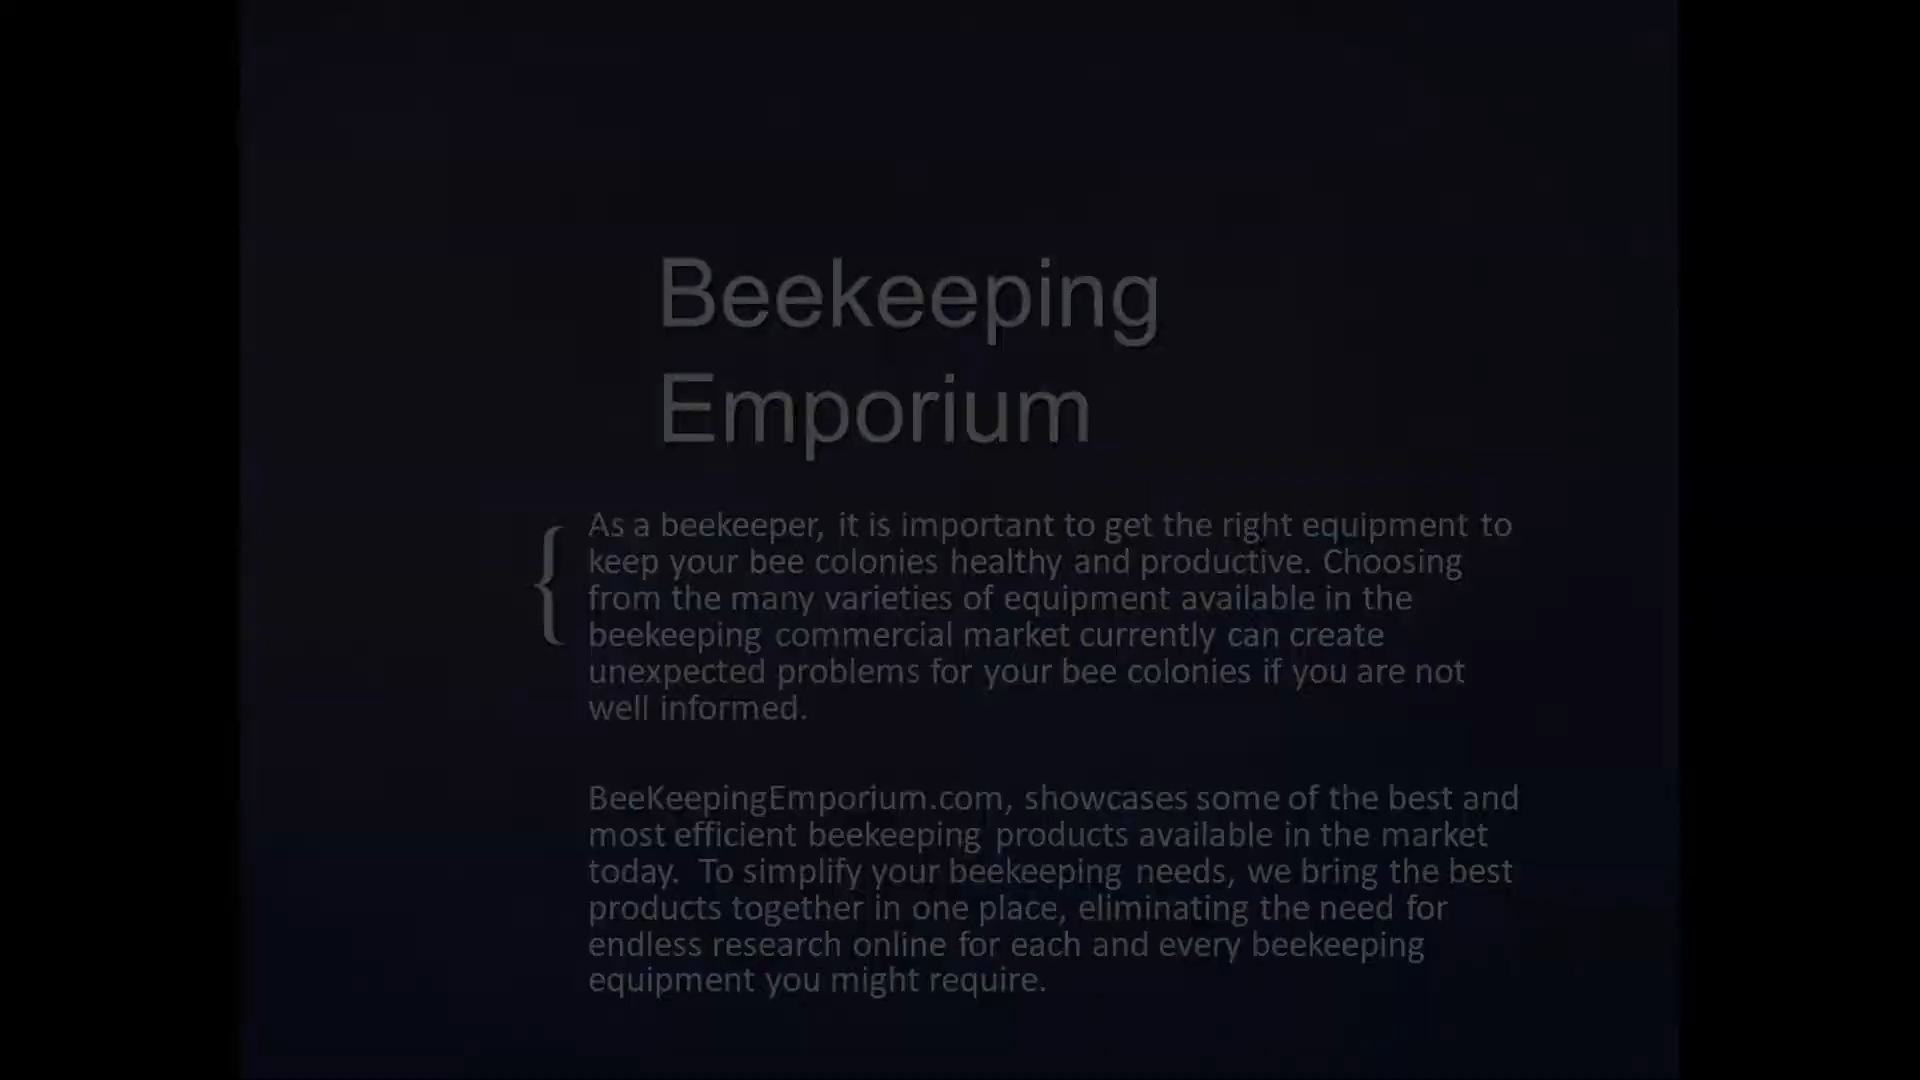 Beekeeping
Emporium
{
As a beekeeper, it is important to get the right equipment to
keep your bee colonies healthy and productive. Choosing
from the many varieties of equipment available in the
beekeeping commercial market currently can create
unexpected problems for your bee colonies if you are not
well informed.
BeeKeepingEmporium.com, showcases some of the best and
most efficient beekeeping products available in the market
today.  To simplify your beekeeping needs, we bring the best
products together in one place, eliminating the need for
endless research online for each and every beekeeping
equipment you might require.